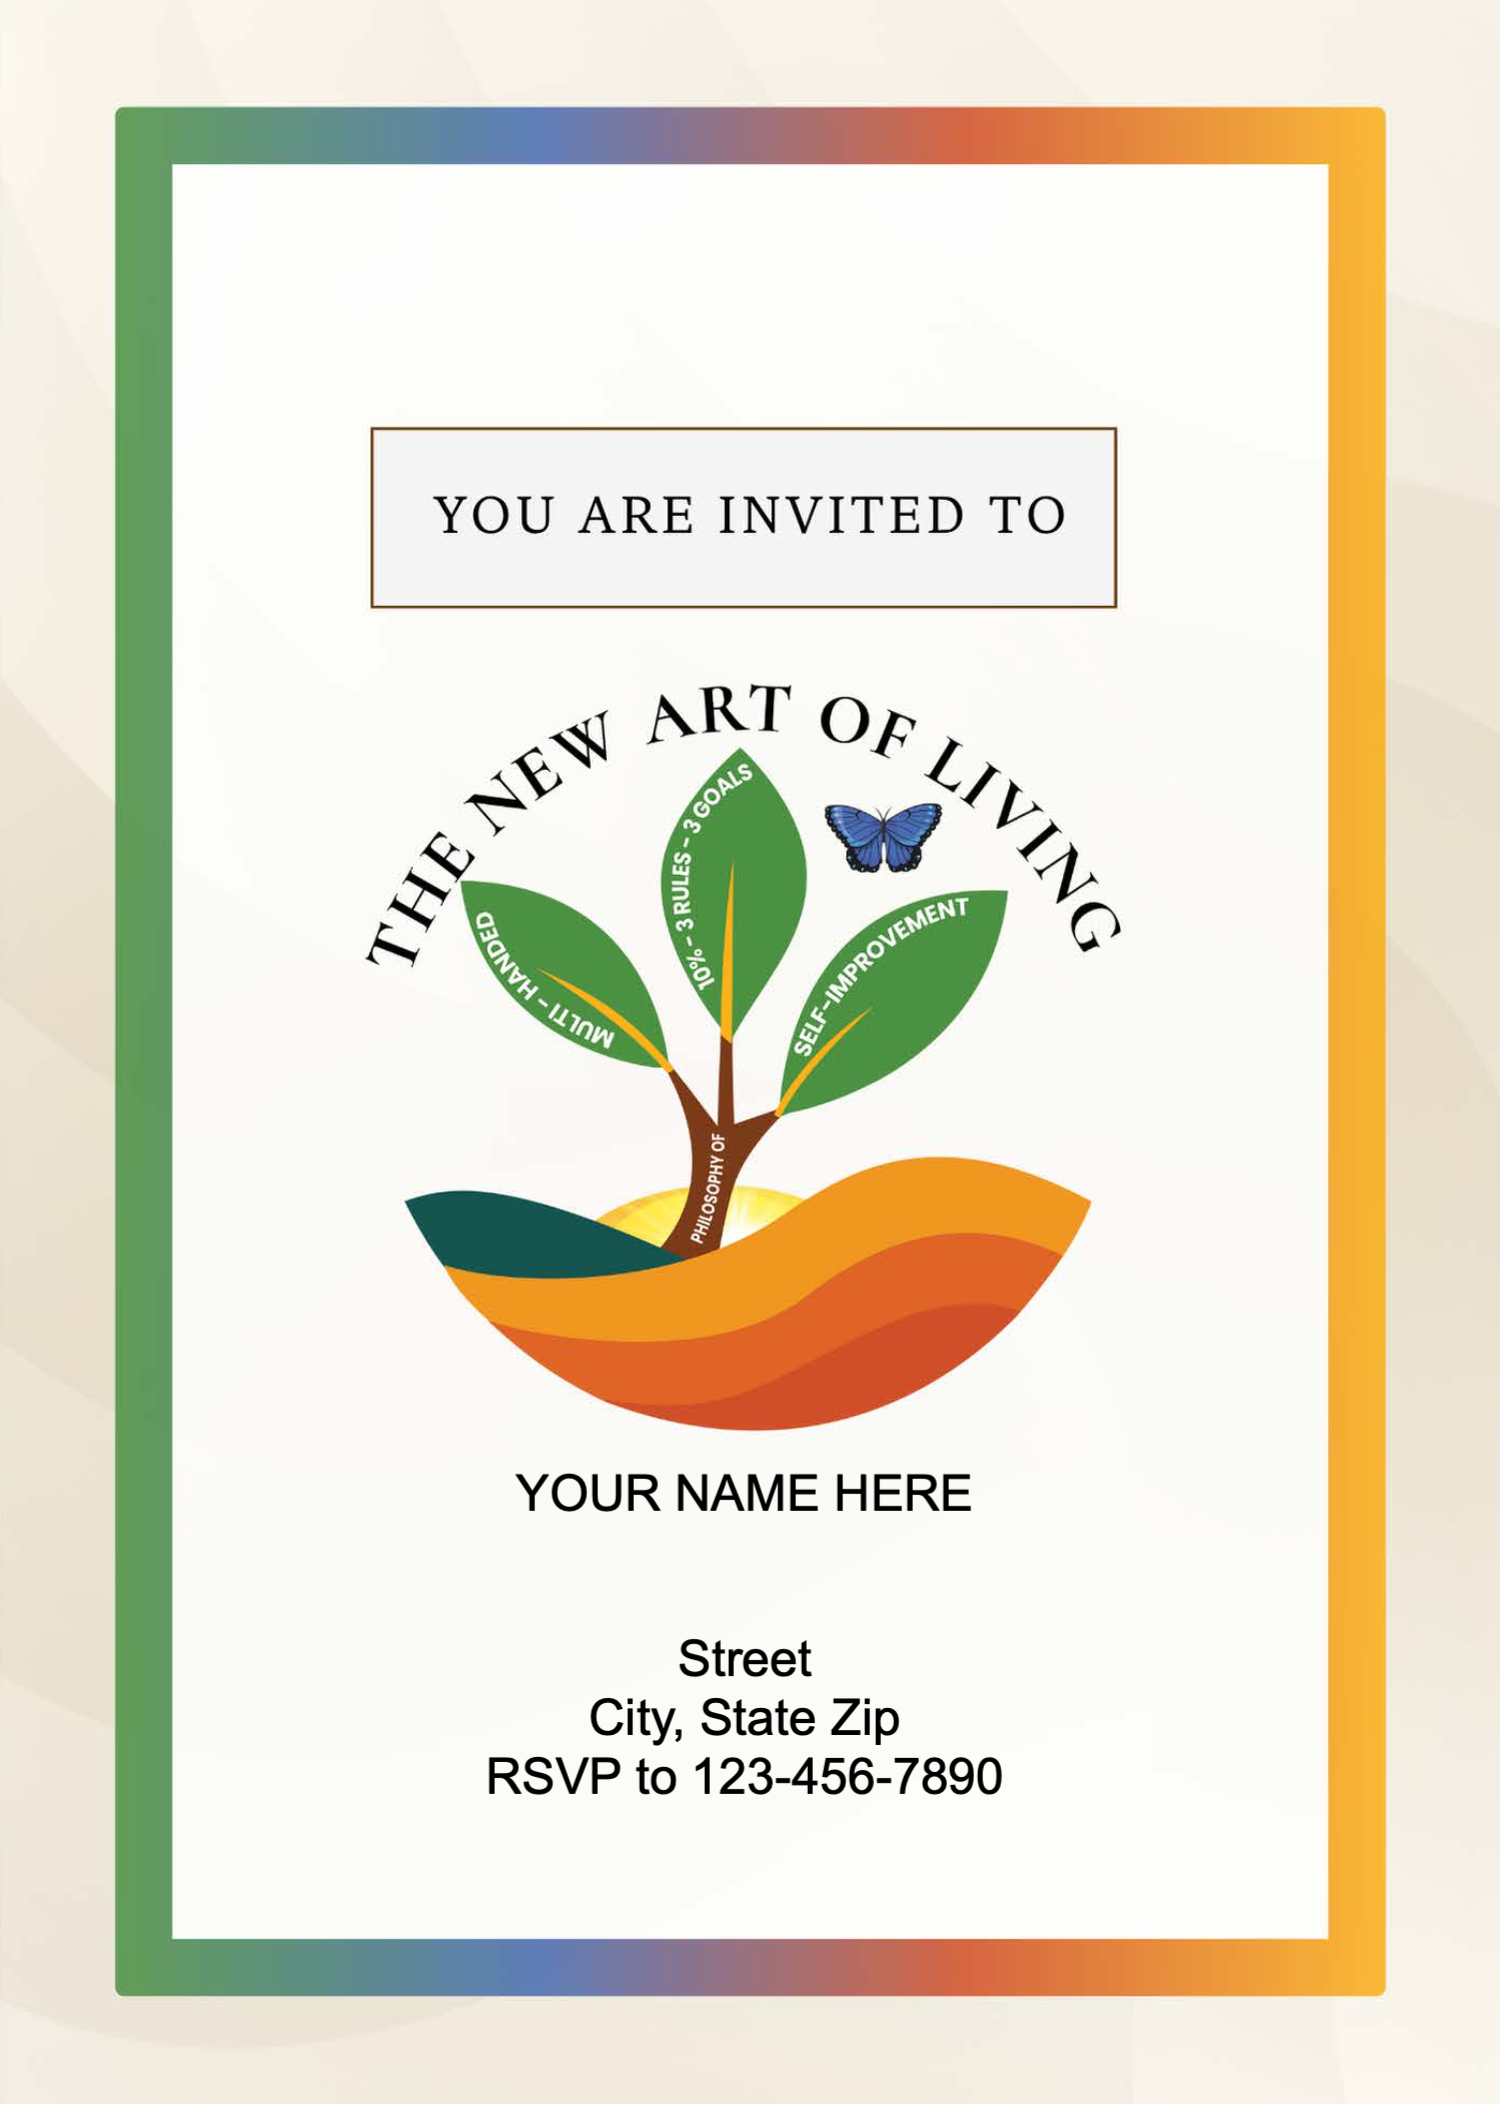 YOU ARE INVITED TO
THE NEW ART OF LIVING
MULTI - HANDED
10% - 3 RULES - 3 GOALS
SELF-IMPROVEMENT
PHILOSOPHY OF
YOUR NAME HERE
Street
City, State Zip
RSVP to 123-456-7890